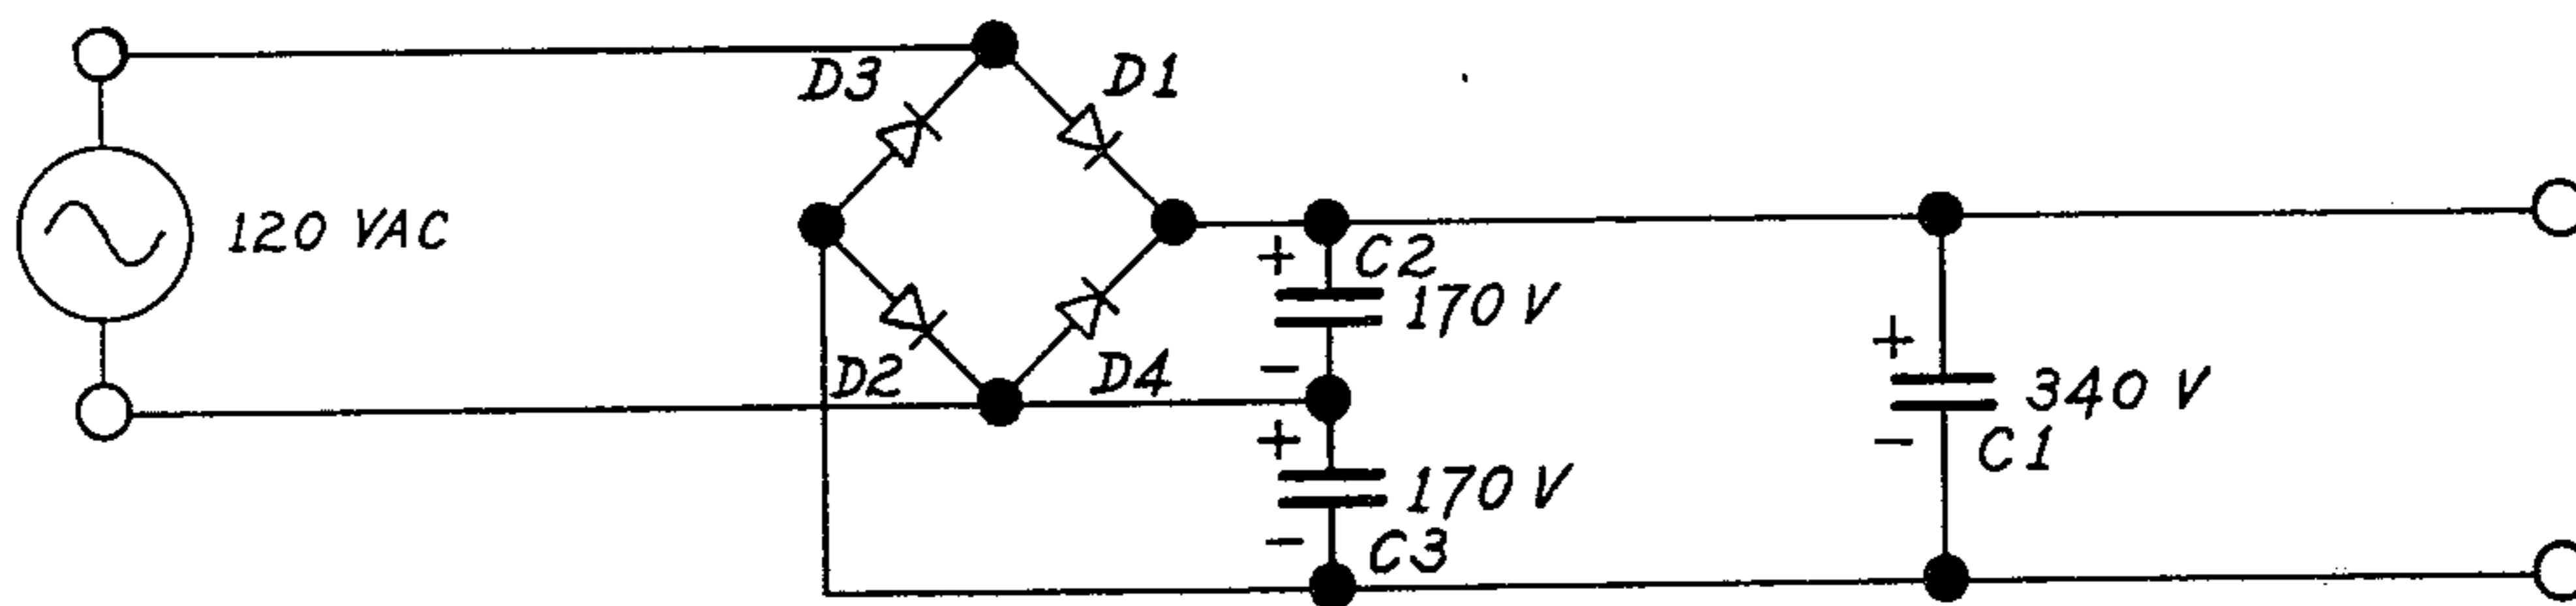 D3
D1
120 VAC
+
C2
170 V
-
D2
D4
+
170 V
-
C3
+
340 V
-
C1